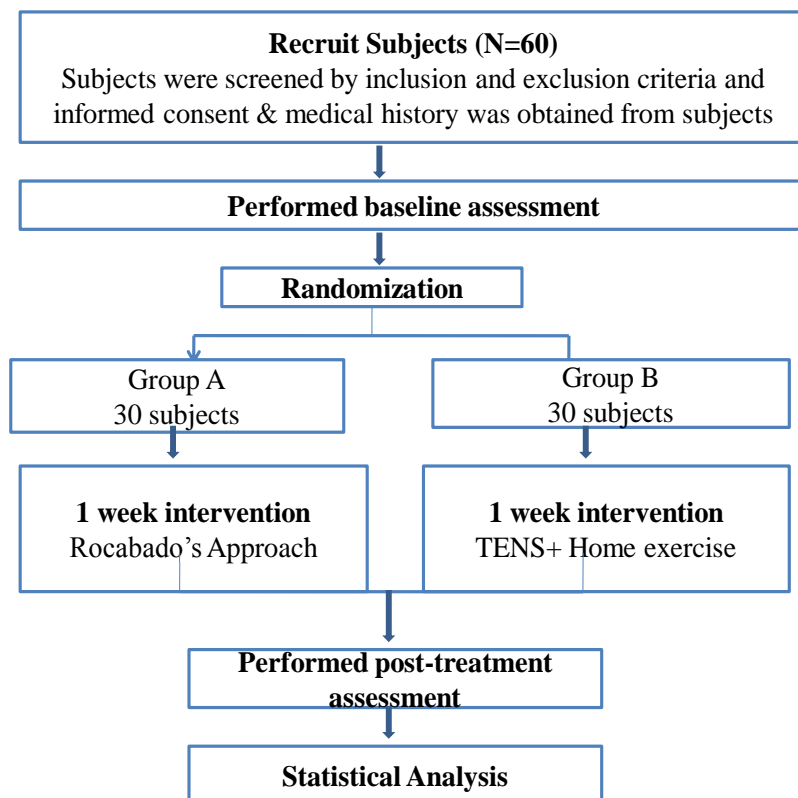 Recruit Subjects (N=60)
Subjects were screened by inclusion and exclusion criteria and
informed consent & medical history was obtained from subjects
Performed baseline assessment
Randomization
Group A
30 subjects
Group B
30 subjects
1 week intervention
Rocabado’s Approach
1 week intervention
TENS+ Home exercise
Performed post-treatment
assessment
Statistical Analysis